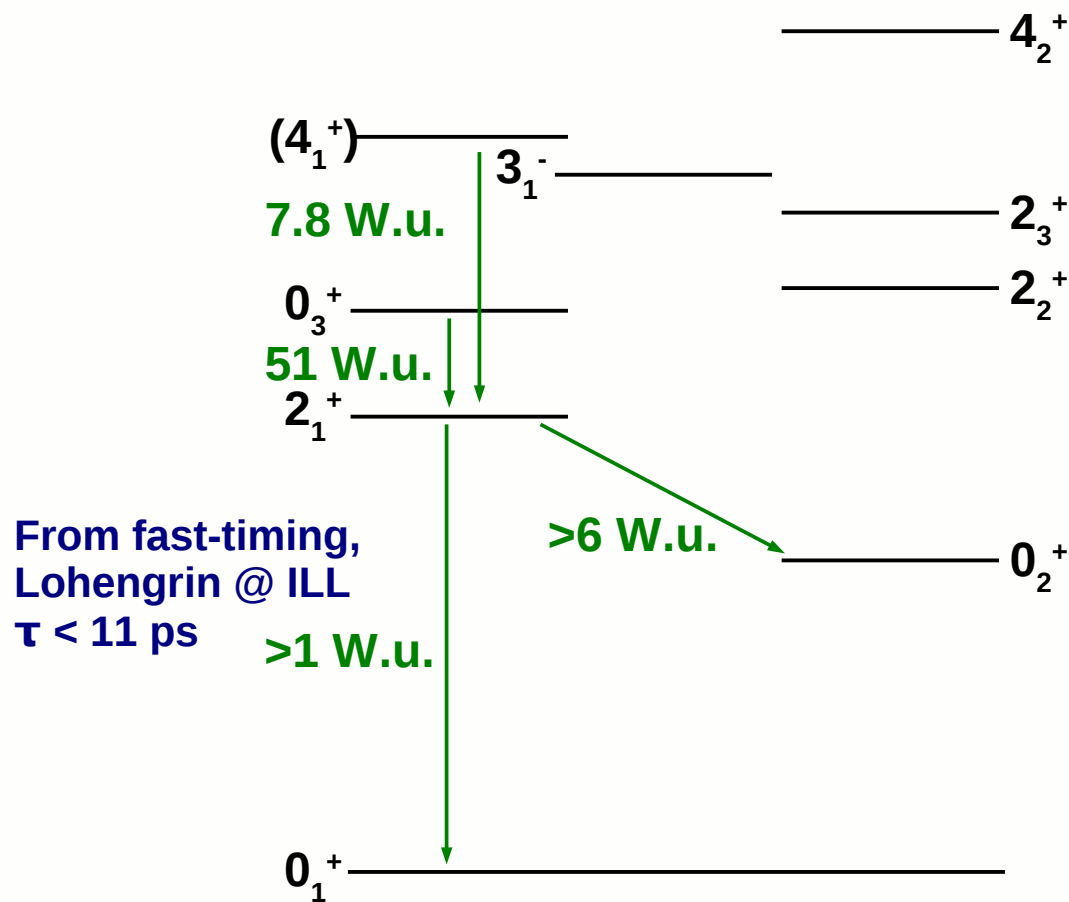 4₂⁺
(4₁⁺)
3₁⁻
7.8 W.u.
2₃⁺
2₂⁺
0₃⁺
51 W.u.
2₁⁺
From fast-timing,
Lohengrin @ ILL
τ < 11 ps
>6 W.u.
0₂⁺
>1 W.u.
0₁⁺